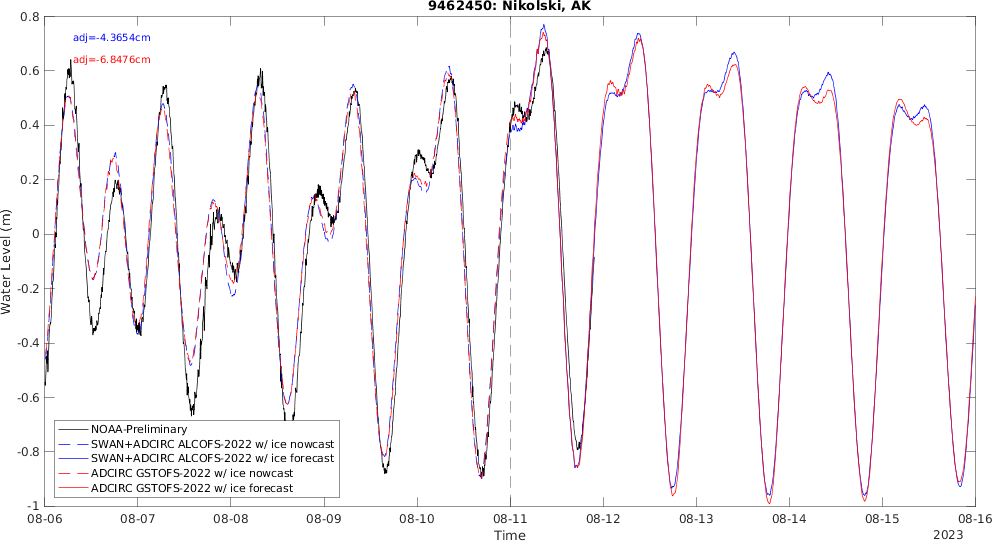 9462450: Nikolski, AK
adj=-4.3654cm
adj=-6.8476cm
Water Level (m)
0.8
0.6
0.4
0.2
0
-0.2
-0.4
-0.6
-0.8
-1
NOAA-Preliminary
SWAN+ADCIRC ALCOFS-2022 w/ ice nowcast
SWAN+ADCIRC ALCOFS-2022 w/ ice forecast
ADCIRC GSTOFS-2022 w/ ice nowcast
ADCIRC GSTOFS-2022 w/ ice forecast
08-06 08-07 08-08 08-09 08-10 08-11 08-12 08-13 08-14 08-15 08-16
Time
2023